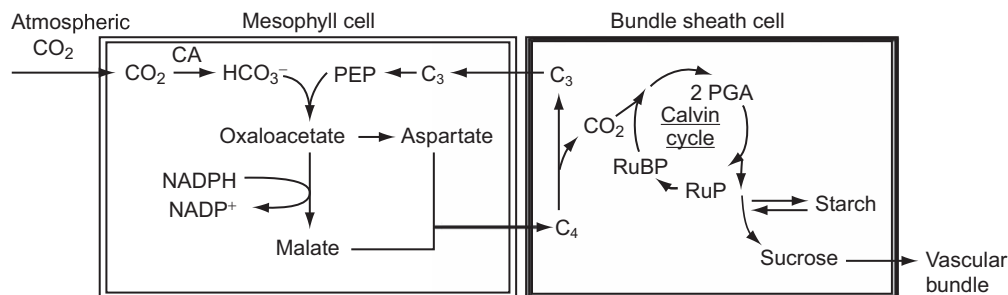 Atmospheric
CO₂
Mesophyll cell
Bundle sheath cell
CO₂
CA
HCO₃⁻
PEP
C₃
C₃
Oxaloacetate
Aspartate
NADPH
NADP⁺
Malate
C₄
CO₂
2 PGA
Calvin
cycle
RuBP
RuP
Starch
Sucrose
Vascular
bundle